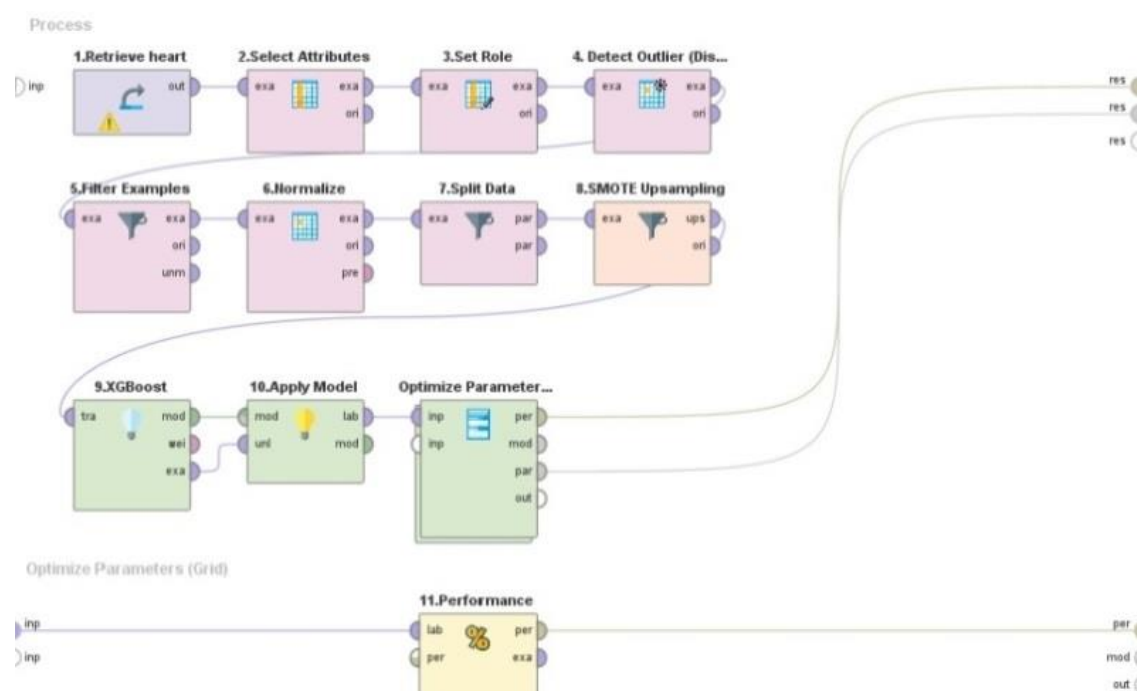 Process
1.Retrieve heart 2.Select Attributes 3.Set Role 4. Detect Outlier (Dis...
inp out exa exa exa exa exa exa res
ori ori ori res
res
5.Filter Examples 6.Normalize 7.Split Data 8.SMOTE Upsampling
exa exa exa exa exa par exa ups
ori ori par ori
unm pre
9.XGBoost 10.Apply Model Optimize Parameter...
tra mod mod lab inp per
wei unl mod inp mod
exa par
out
Optimize Parameters (Grid)
11.Performance
inp lab % per per
inp per exa mod
out